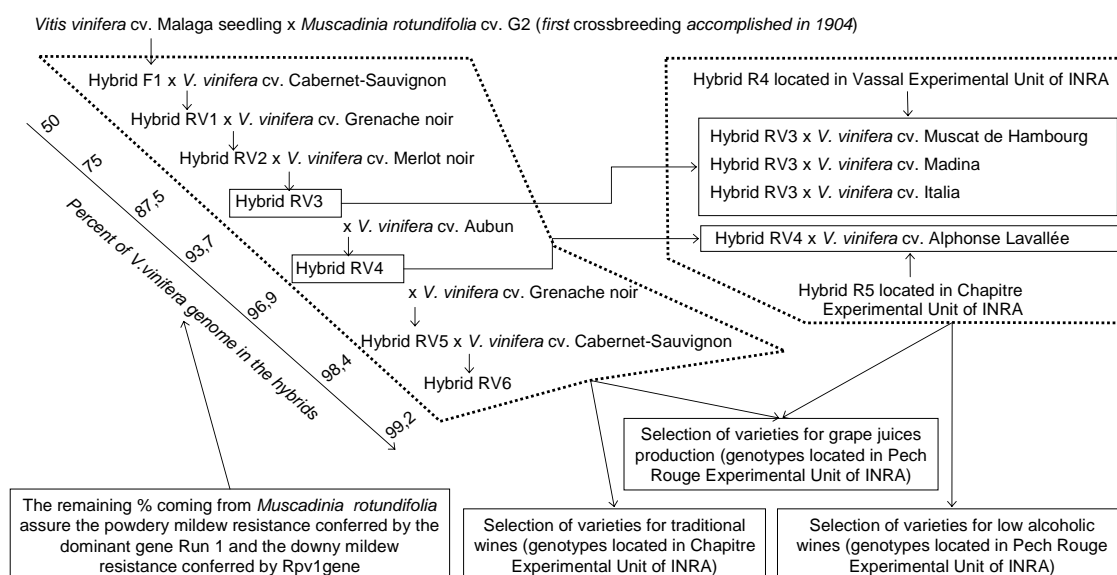 Vitis vinifera cv. Malaga seedling x Muscadinia rotundifolia cv. G2 (first crossbreeding accomplished in 1904)
Hybrid F1 x V. vinifera cv. Cabernet-Sauvignon
Hybrid RV1 x V. vinifera cv. Grenache noir
Hybrid RV2 x V. vinifera cv. Merlot noir
Hybrid RV3
x V. vinifera cv. Aubun
Hybrid RV4
x V. vinifera cv. Grenache noir
Hybrid RV5 x V. vinifera cv. Cabernet-Sauvignon
Hybrid RV6
50
75
87,5
93,7
96,9
98,4
99,2
Percent of V.vinifera genome in the hybrids
Hybrid R4 located in Vassal Experimental Unit of INRA
Hybrid RV3 x V. vinifera cv. Muscat de Hambourg
Hybrid RV3 x V. vinifera cv. Madina
Hybrid RV3 x V. vinifera cv. Italia
Hybrid RV4 x V. vinifera cv. Alphonse Lavallée
Hybrid R5 located in Chapitre
Experimental Unit of INRA
Selection of varieties for grape juices
production (genotypes located in Pech
Rouge Experimental Unit of INRA)
The remaining % coming from Muscadinia rotundifolia
assure the powdery mildew resistance conferred by the
dominant gene Run 1 and the downy mildew
resistance conferred by Rpv1gene
Selection of varieties for traditional
wines (genotypes located in Chapitre
Experimental Unit of INRA)
Selection of varieties for low alcoholic
wines (genotypes located in Pech Rouge
Experimental Unit of INRA)